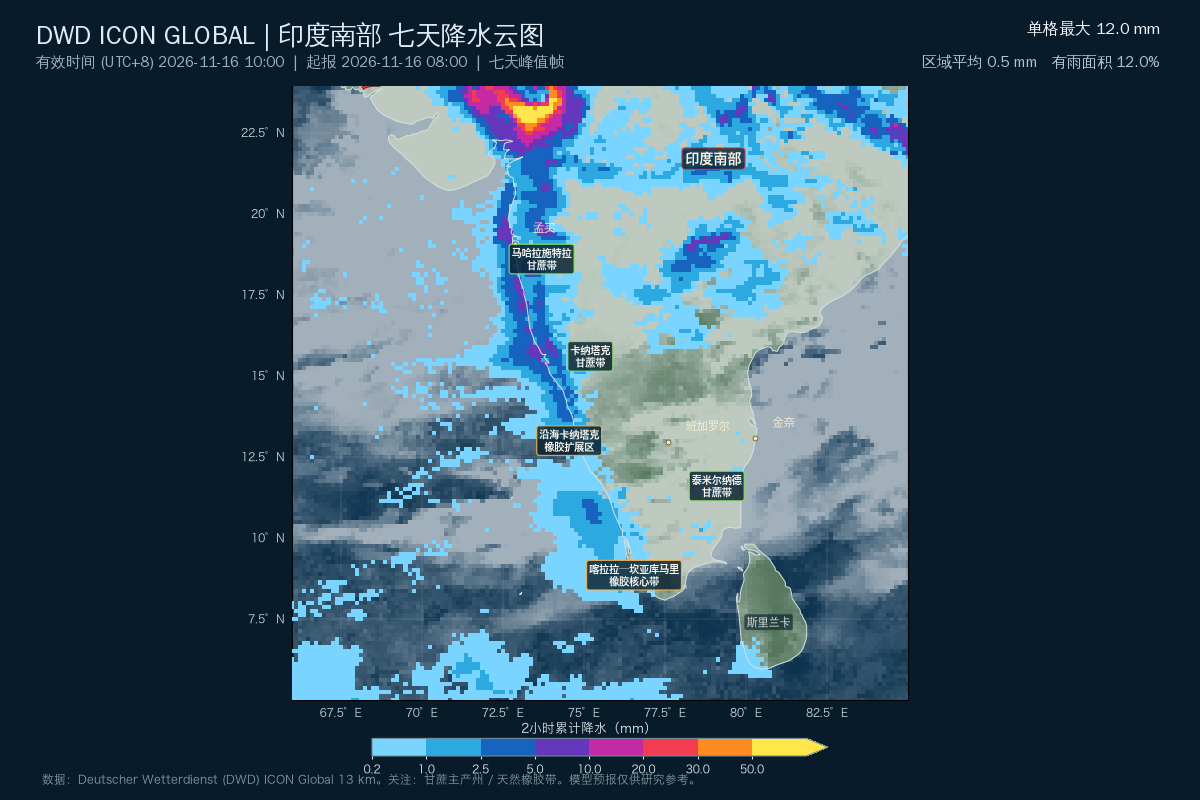 DWD ICON GLOBAL | 印度南部 七天降水云图
单格最大 12.0 mm
有效时间 (UTC+8) 2026-11-16 10:00 | 起报 2026-11-16 08:00 | 七天峰值帧
区域平均 0.5 mm 有雨面积 12.0%
22.5° N
印度南部
20° N
孟买
马哈拉施特拉
甘蔗带
17.5° N
卡纳塔克
甘蔗带
15° N
班加罗尔
金奈
沿海卡纳塔克
橡胶扩展区
12.5° N
泰米尔纳德
甘蔗带
10° N
喀拉拉—坎亚库马里
橡胶核心带
7.5° N
斯里兰卡
67.5° E 70° E 72.5° E 75° E 77.5° E 80° E 82.5° E
2小时累计降水（mm）
0.2 1.0 2.5 5.0 10.0 20.0 30.0 50.0
数据：Deutscher Wetterdienst (DWD) ICON Global 13 km。关注：甘蔗主产州 / 天然橡胶带。模型预报仅供研究参考。